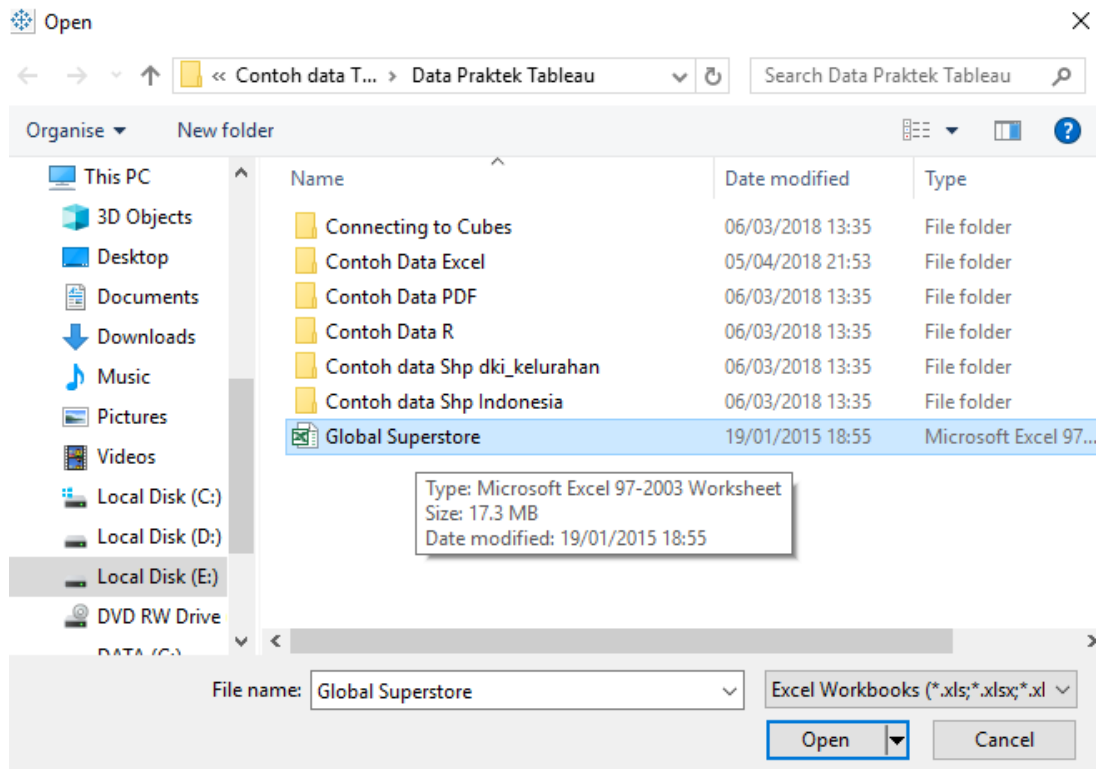 Open
« Contoh data T... › Data Praktek Tableau
Search Data Praktek Tableau
Organise
New folder
This PC
3D Objects
Desktop
Documents
Downloads
Music
Pictures
Videos
Local Disk (C:)
Local Disk (D:)
Local Disk (E:)
DVD RW Drive
Name Date modified Type
Connecting to Cubes 06/03/2018 13:35 File folder
Contoh Data Excel 05/04/2018 21:53 File folder
Contoh Data PDF 06/03/2018 13:35 File folder
Contoh Data R 06/03/2018 13:35 File folder
Contoh data Shp dki_kelurahan 06/03/2018 13:35 File folder
Contoh data Shp Indonesia 06/03/2018 13:35 File folder
Global Superstore 19/01/2015 18:55 Microsoft Excel 97...
Type: Microsoft Excel 97-2003 Worksheet
Size: 17.3 MB
Date modified: 19/01/2015 18:55
File name: Global Superstore
Excel Workbooks (*.xls;*.xlsx;*.xl
Open
Cancel